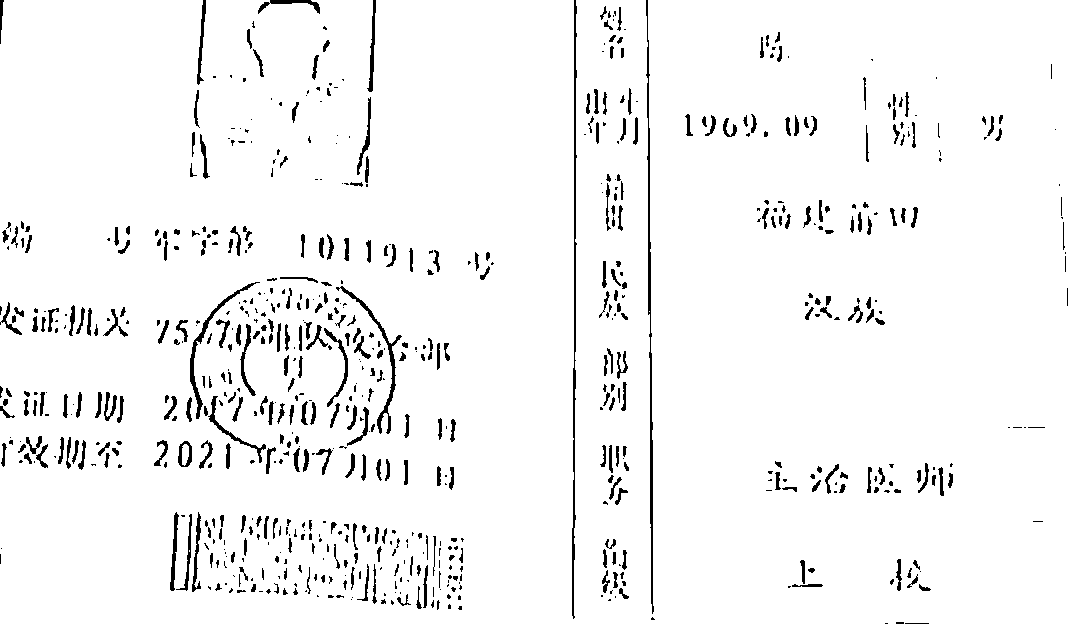 编 号 军字第 1011913 号
发证机关 75770部队
发证日期 2017年07月01日
有效期至 2021年07月01日
姓名
出生年月 1969.09 性别 男
籍贯 福建莆田
民族 汉族
部别
职务 主治医师
衔级 上 校